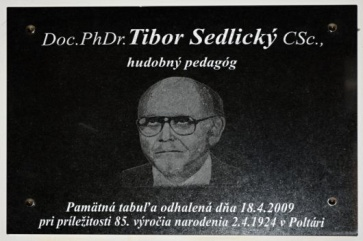 Doc.PhDr. Tibor Sedlický CSc.,
hudobný pedagóg
Pamätná tabuľa odhalená dňa 18.4.2009
pri príležitosti 85. výročia narodenia 2.4.1924 v Poltári